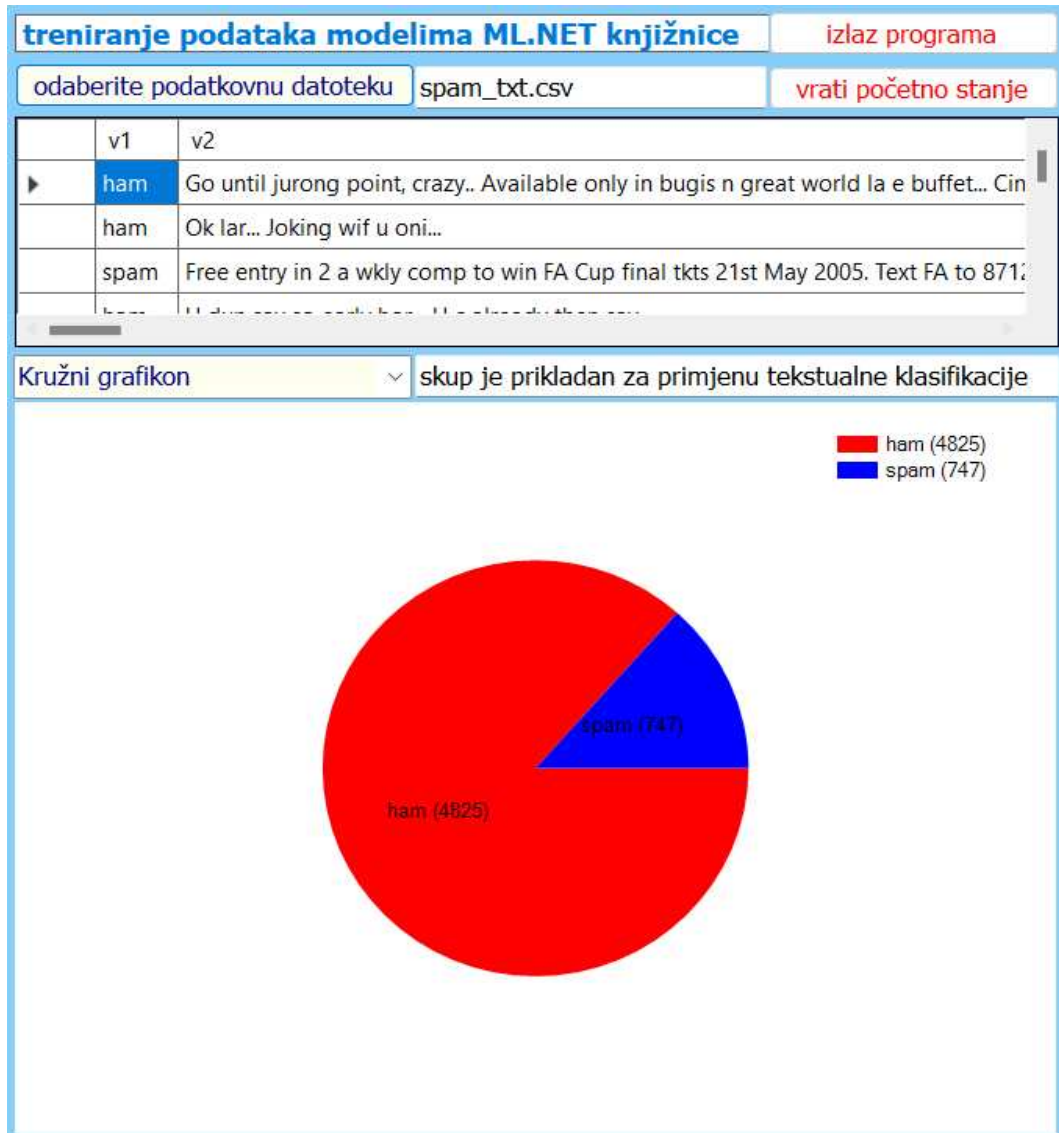 treniranje podataka modelima ML.NET knjižnice izlaz programa
odaberite podatkovnu datoteku spam_txt.csv vrati početno stanje
v1 v2
ham Go until jurong point, crazy.. Available only in bugis n great world la e buffet... Cin
ham Ok lar... Joking wif u oni...
spam Free entry in 2 a wkly comp to win FA Cup final tkts 21st May 2005. Text FA to 8712
Kružni grafikon skup je prikladan za primjenu tekstualne klasifikacije
ham (4825)
spam (747)
spam (747)
ham (4825)